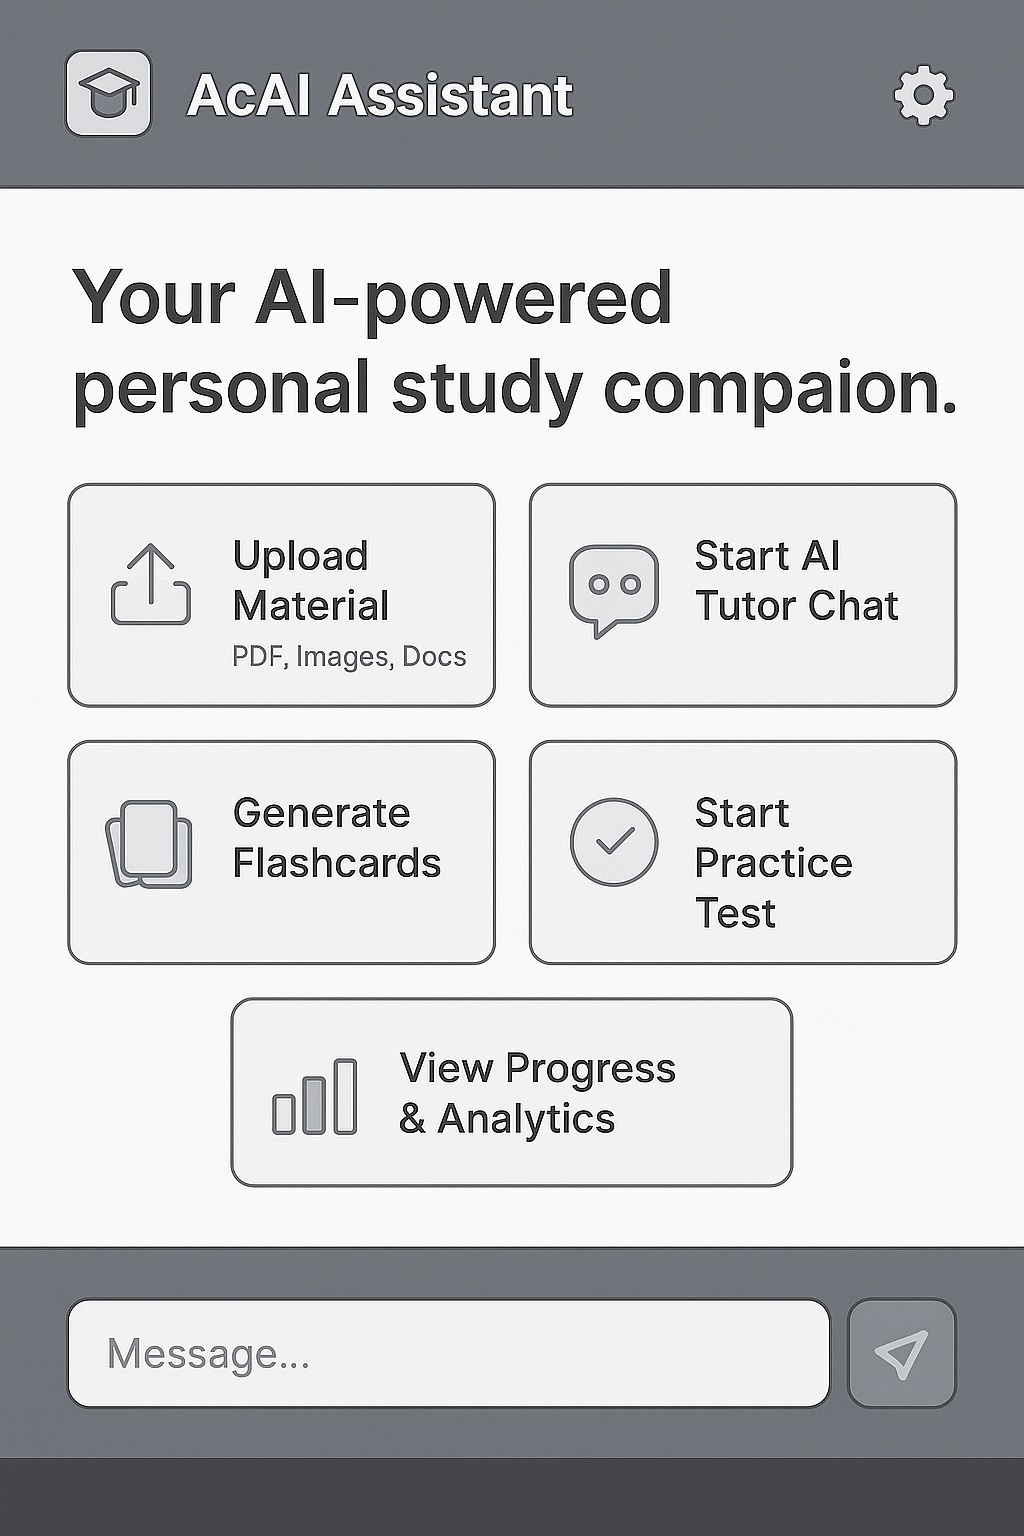 AcAI Assistant
Your AI-powered
personal study compaion.
Upload
Material
PDF, Images, Docs
Start AI
Tutor Chat
Generate
Flashcards
Start
Practice
Test
View Progress
& Analytics
Message...